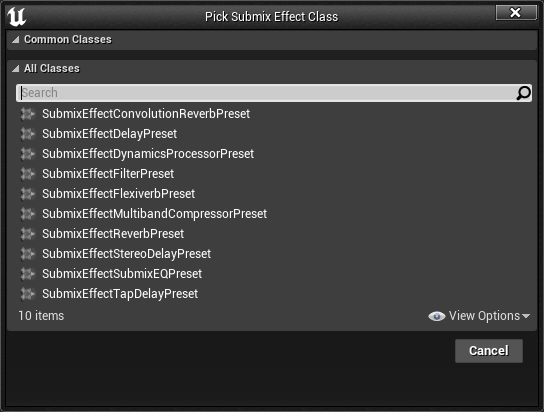 Pick Submix Effect Class
Common Classes
All Classes
Search
SubmixEffectConvolutionReverbPreset
SubmixEffectDelayPreset
SubmixEffectDynamicsProcessorPreset
SubmixEffectFilterPreset
SubmixEffectFlexiverbPreset
SubmixEffectMultibandCompressorPreset
SubmixEffectReverbPreset
SubmixEffectStereoDelayPreset
SubmixEffectSubmixEQPreset
SubmixEffectTapDelayPreset
10 items View Options
Cancel